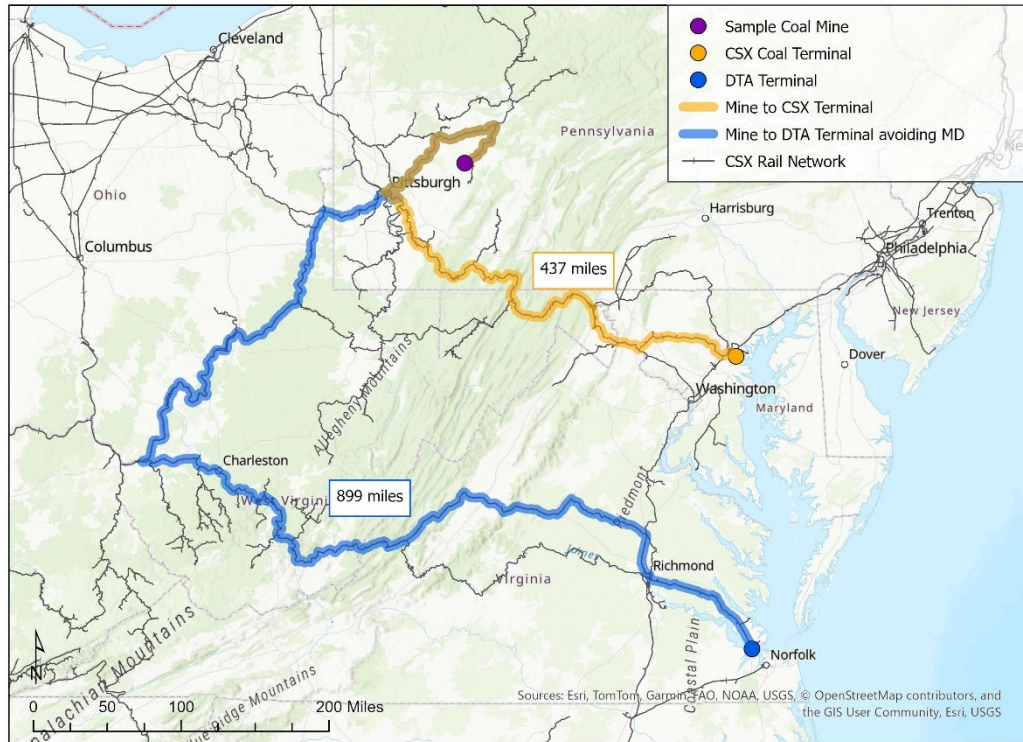 Sample Coal Mine
CSX Coal Terminal
DTA Terminal
Mine to CSX Terminal
Mine to DTA Terminal avoiding MD
CSX Rail Network
Cleveland
Pennsylvania
Pittsburgh
Ohio
Harrisburg
Trenton
Columbus
Philadelphia
437 miles
New Jersey
Allegheny Mountains
Dover
Washington
Maryland
Charleston
West Virginia
899 miles
Piedmont
James
Richmond
Virginia
Coastal Plain
Norfolk
Appalachian Mountains
Blue Ridge Mountains
N
0 50 100 200 Miles
Sources: Esri, TomTom, Garmin, FAO, NOAA, USGS, © OpenStreetMap contributors, and
the GIS User Community, Esri, USGS